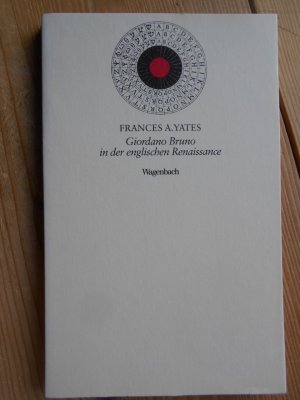 FRANCES A. YATES
Giordano Bruno
in der englischen Renaissance
Wagenbach